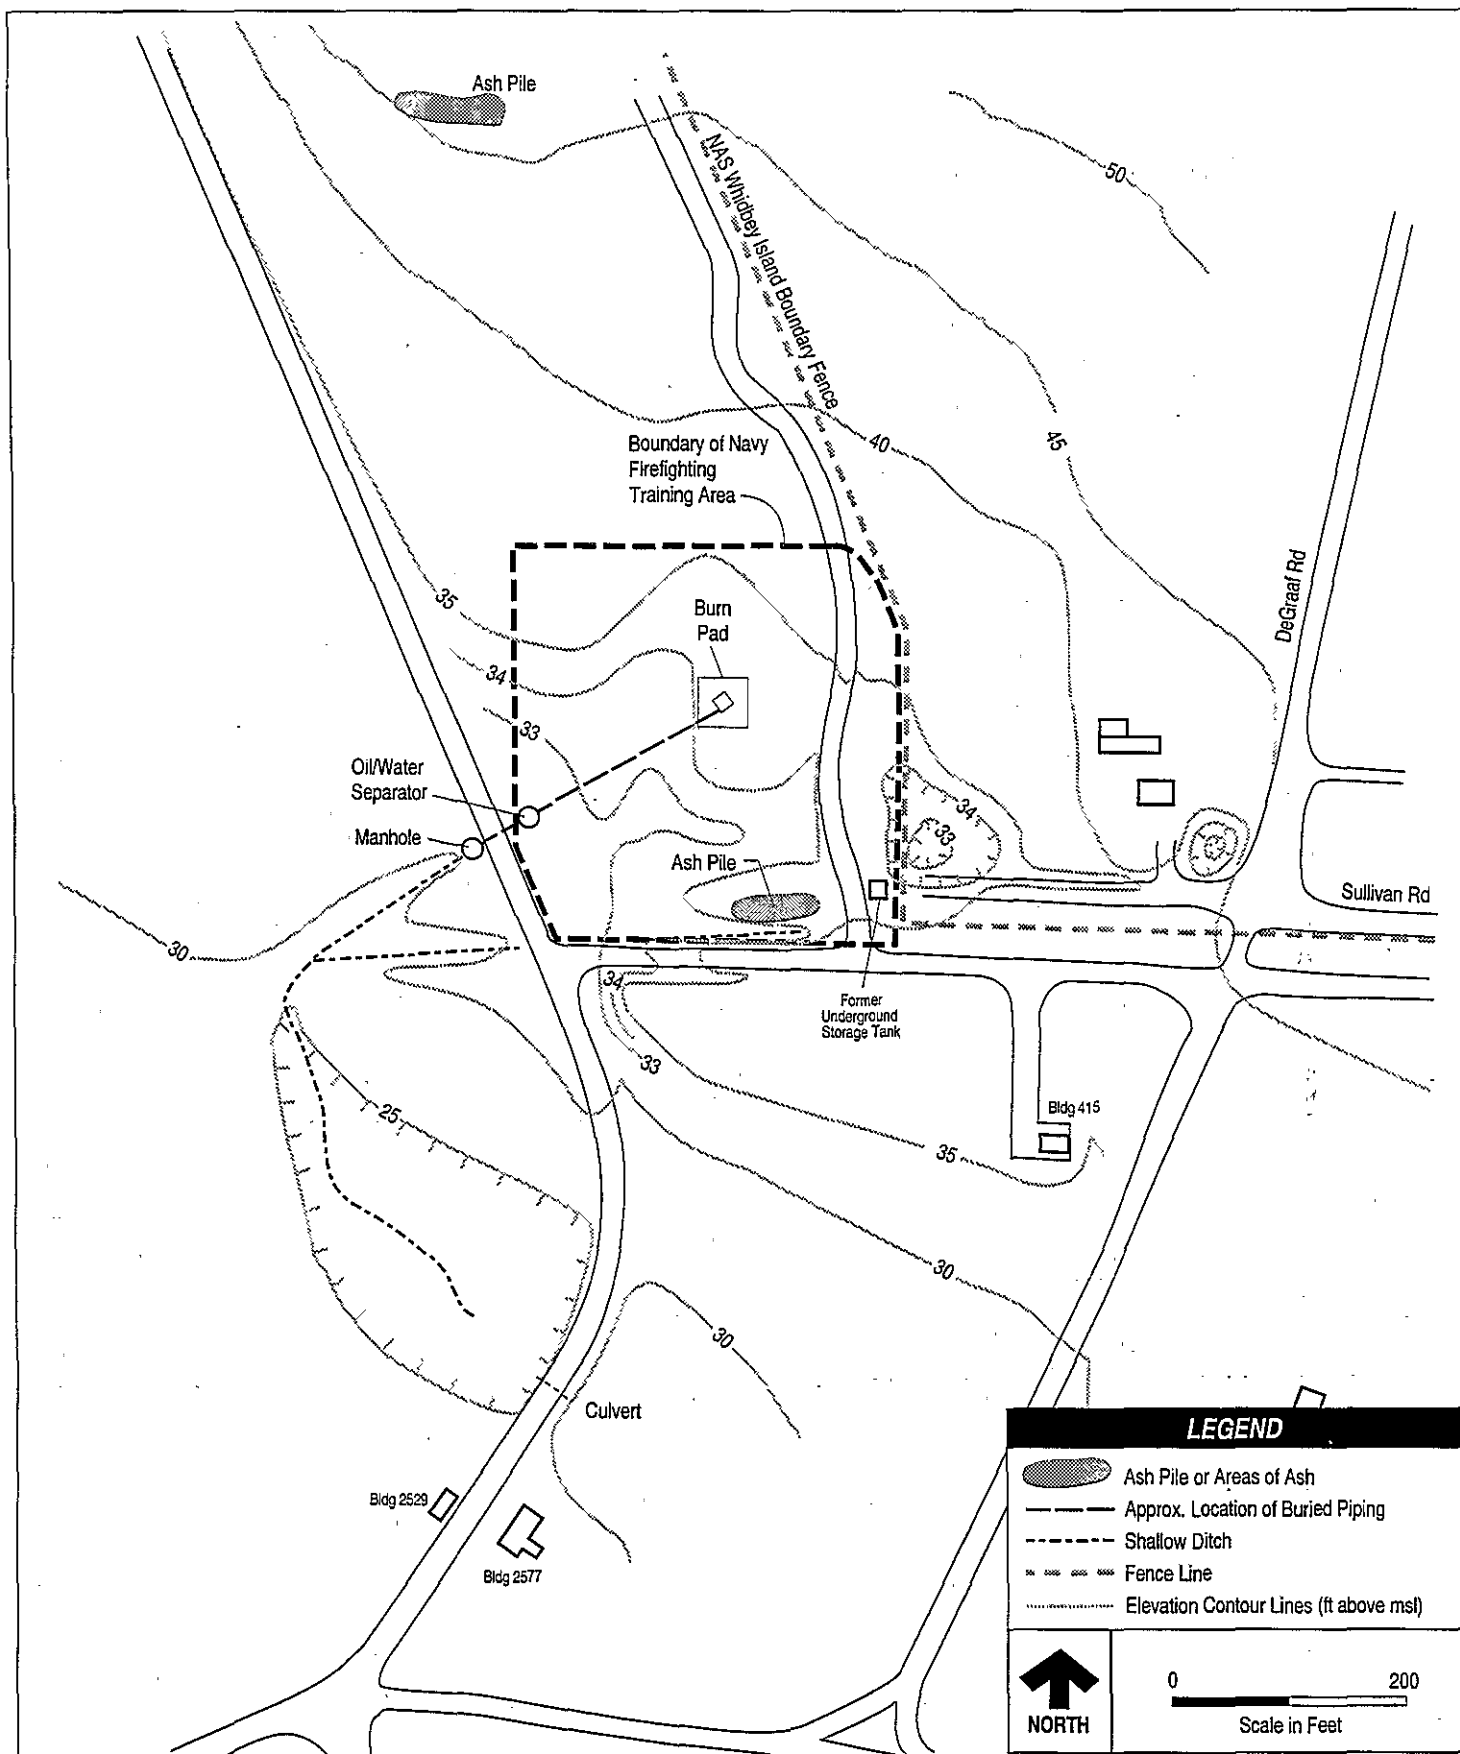 Ash Pile
50
NAS Whidbey Island Boundary Fence
40
45
Boundary of Navy
Firefighting
Training Area
DeGraaf Rd
35
Burn
Pad
34
33
Oil/Water
Separator
Manhole
34
33
Ash Pile
Sullivan Rd
30
34
Former
Underground
Storage Tank
33
25
Bldg 415
35
30
30
Culvert
Bldg 2529
Bldg 2577
LEGEND
Ash Pile or Areas of Ash
Approx. Location of Buried Piping
Shallow Ditch
Fence Line
Elevation Contour Lines (ft above msl)
NORTH
0 200
Scale in Feet